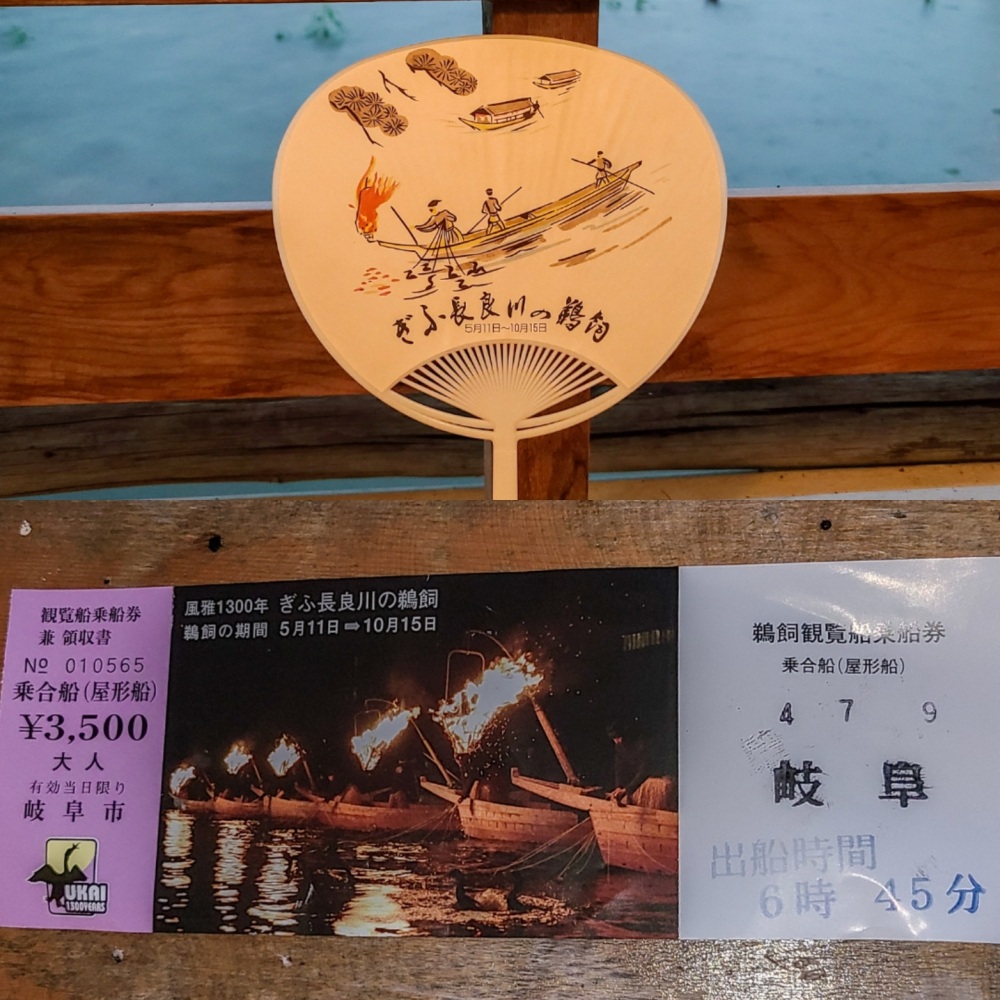 ぎふ長良川の鵜飼
5月11日〜10月15日
観覧船乗船券
兼 領収書
№ 010565
乗合船(屋形船)
¥3,500
大人
有効当日限り
岐阜市
UKAI
1300YEARS
風雅1300年 ぎふ長良川の鵜飼
鵜飼の期間 5月11日⇒10月15日
鵜飼観覧船乗船券
乗合船(屋形船)
4 7 9
岐阜
出船時間
6時 45分